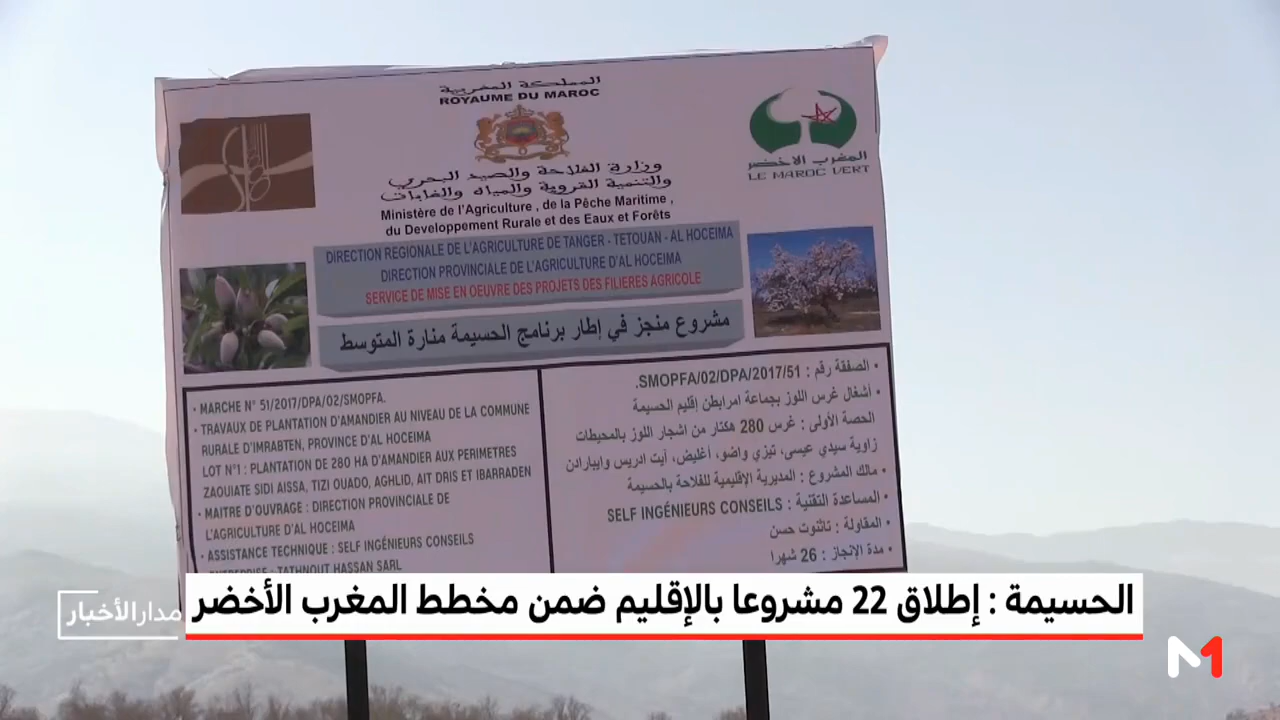 المملكة المغربية
ROYAUME DU MAROC
وزارة الفلاحة والصيد البحري
والتنمية القروية والمياه والغابات
Ministère de l'Agriculture , de la Pêche Maritime ,
du Developpement Rurale et des Eaux et Forêts
المغرب الأخضر
LE MAROC VERT
DIRECTION REGIONALE DE L'AGRICULTURE DE TANGER - TETOUAN - AL HOCEIMA
DIRECTION PROVINCIALE DE L'AGRICULTURE D'AL HOCEIMA
SERVICE DE MISE EN OEUVRE DES PROJETS DES FILIERES AGRICOLE
مشروع منجز في إطار برنامج الحسيمة منارة المتوسط
• MARCHE N° 51/2017/DPA/02/SMOPFA.
• TRAVAUX DE PLANTATION D'AMANDIER AU NIVEAU DE LA COMMUNE
RURALE D'IMRABTEN, PROVINCE D'AL HOCEIMA
LOT N°1 : PLANTATION DE 280 HA D'AMANDIER AUX PERIMETRES
ZAOUIATE SIDI AISSA, TIZI OUADO, AGHLID, AIT DRIS ET IBARRADEN
• MAITRE D'OUVRAGE : DIRECTION PROVINCIALE DE
L'AGRICULTURE D'AL HOCEIMA
• ASSISTANCE TECHNIQUE : SELF INGÉNIEURS CONSEILS
ENTREPRISE : TATHNOUT HASSAN SARL
• الصفقة رقم : SMOPFA/02/DPA/2017/51.
• أشغال غرس اللوز بجماعة امرابطن إقليم الحسيمة
الحصة الأولى : غرس 280 هكتار من اشجار اللوز بالمحيطات
زاوية سيدي عيسى، تيزي واضو، أغليض، آيت ادريس وايبارادن
• مالك المشروع : المديرية الإقليمية للفلاحة بالحسيمة
• المساعدة التقنية : SELF INGÉNIEURS CONSEILS
• المقاولة : تاثنوت حسن
• مدة الإنجاز : 26 شهرا
الحسيمة : إطلاق 22 مشروعا بالإقليم ضمن مخطط المغرب الأخضر
مدار الأخبار
M1